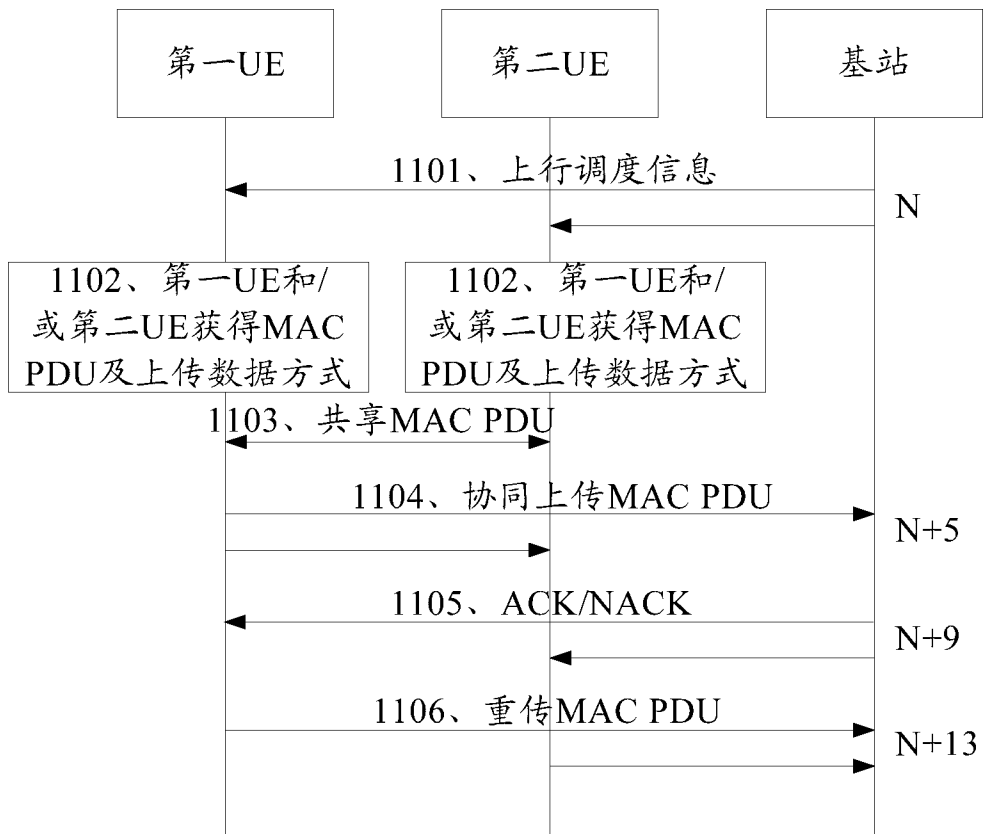 第一UE
第二UE
基站
1101、上行调度信息
N
1102、第一UE和/
或第二UE获得MAC
PDU及上传数据方式
1102、第一UE和/
或第二UE获得MAC
PDU及上传数据方式
1103、共享MAC PDU
1104、协同上传MAC PDU
N+5
1105、ACK/NACK
N+9
1106、重传MAC PDU
N+13